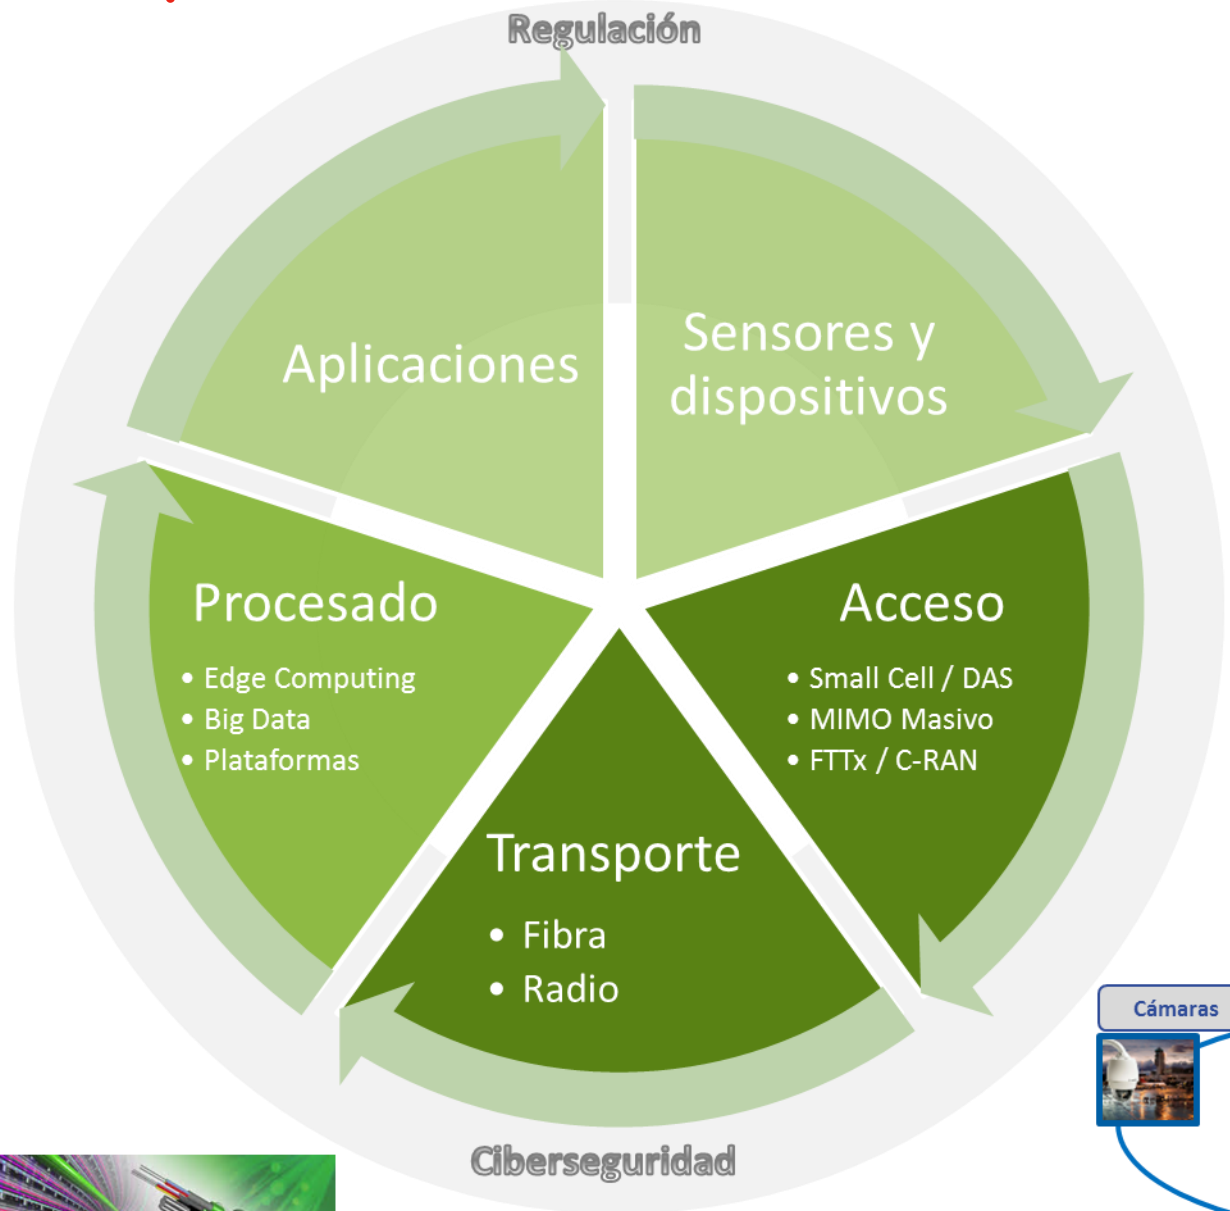 Regulación
Aplicaciones
Sensores y
dispositivos
Procesado
• Edge Computing
• Big Data
• Plataformas
Acceso
• Small Cell / DAS
• MIMO Masivo
• FTTx / C-RAN
Transporte
• Fibra
• Radio
Cámaras
Ciberseguridad